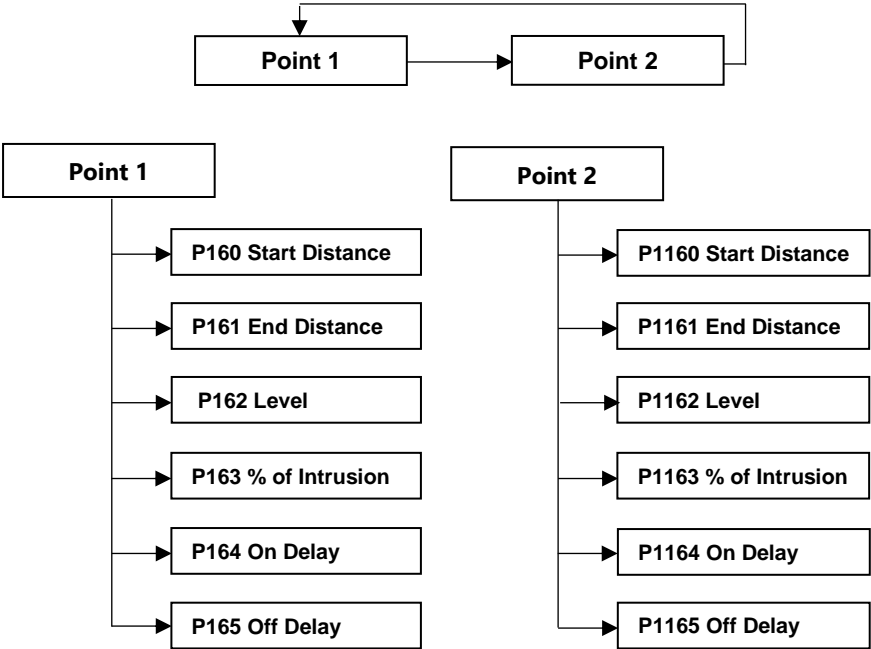 Point 1
Point 2
Point 1
P160 Start Distance
P161 End Distance
P162 Level
P163 % of Intrusion
P164 On Delay
P165 Off Delay
Point 2
P1160 Start Distance
P1161 End Distance
P1162 Level
P1163 % of Intrusion
P1164 On Delay
P1165 Off Delay